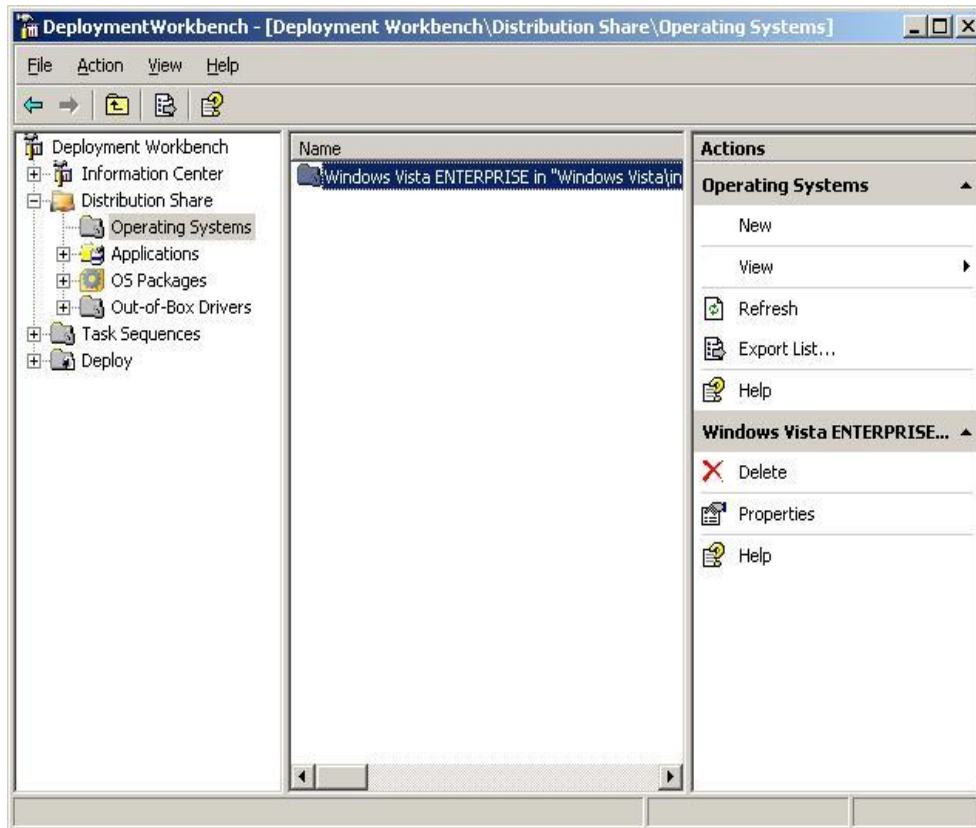 DeploymentWorkbench - [Deployment Workbench\Distribution Share\Operating Systems]
File Action View Help
Deployment Workbench
Information Center
Distribution Share
Operating Systems
Applications
OS Packages
Out-of-Box Drivers
Task Sequences
Deploy
Name
Windows Vista ENTERPRISE in "Windows Vista\in
Actions
Operating Systems
New
View
Refresh
Export List...
Help
Windows Vista ENTERPRISE...
Delete
Properties
Help